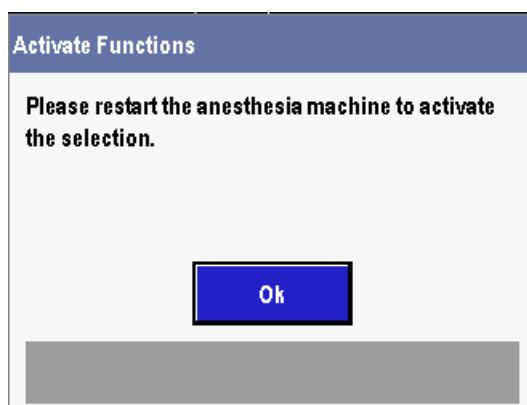 Activate Functions
Please restart the anesthesia machine to activate
the selection.
Ok